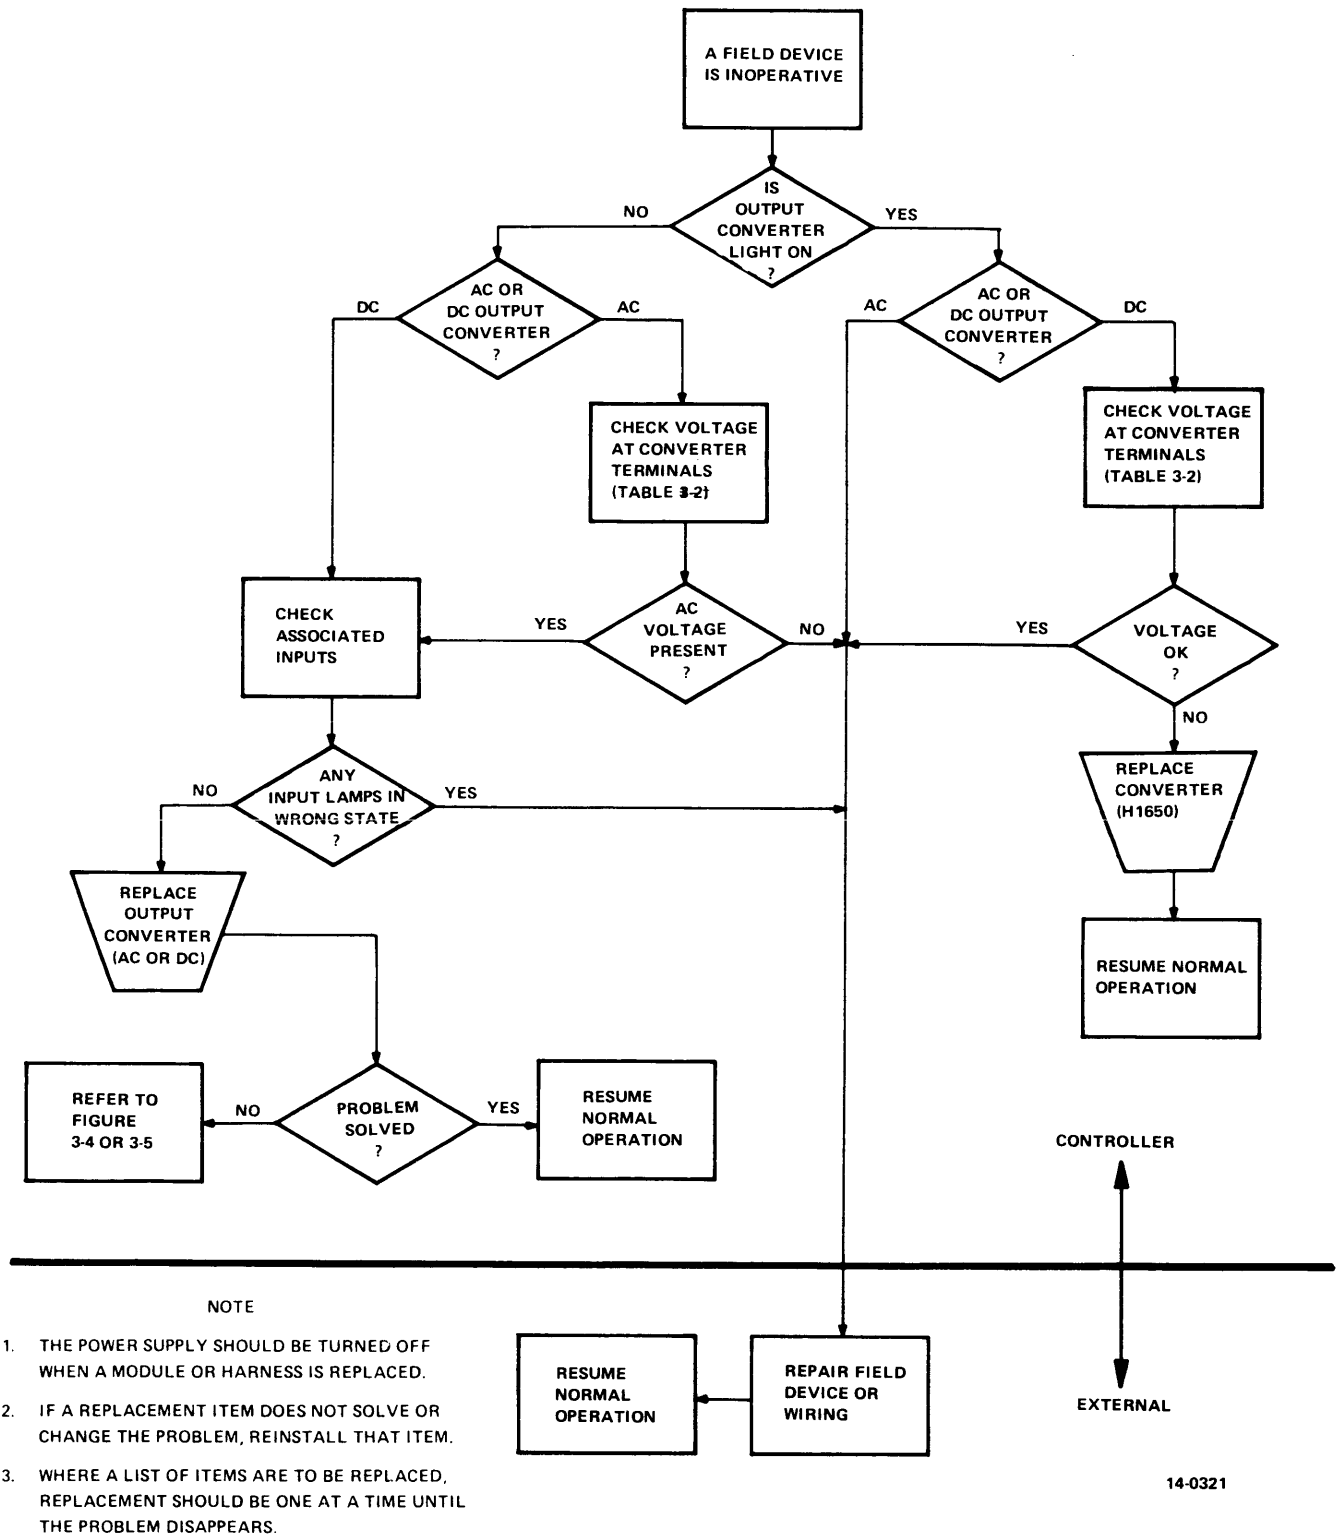 A FIELD DEVICE
IS INOPERATIVE
IS
OUTPUT
CONVERTER
LIGHT ON
?
NO
YES
AC OR
DC OUTPUT
CONVERTER
?
DC
AC
AC OR
DC OUTPUT
CONVERTER
?
AC
DC
CHECK VOLTAGE
AT CONVERTER
TERMINALS
(TABLE 3-2)
CHECK VOLTAGE
AT CONVERTER
TERMINALS
(TABLE 3-2)
CHECK
ASSOCIATED
INPUTS
YES
AC
VOLTAGE
PRESENT
?
NO
YES
VOLTAGE
OK
?
NO
ANY
INPUT LAMPS IN
WRONG STATE
?
NO
YES
REPLACE
CONVERTER
(H1650)
REPLACE
OUTPUT
CONVERTER
(AC OR DC)
RESUME NORMAL
OPERATION
REFER TO
FIGURE
3-4 OR 3-5
NO
PROBLEM
SOLVED
?
YES
RESUME
NORMAL
OPERATION
CONTROLLER
EXTERNAL
NOTE
1. THE POWER SUPPLY SHOULD BE TURNED OFF
WHEN A MODULE OR HARNESS IS REPLACED.
2. IF A REPLACEMENT ITEM DOES NOT SOLVE OR
CHANGE THE PROBLEM, REINSTALL THAT ITEM.
3. WHERE A LIST OF ITEMS ARE TO BE REPLACED,
REPLACEMENT SHOULD BE ONE AT A TIME UNTIL
THE PROBLEM DISAPPEARS.
RESUME
NORMAL
OPERATION
REPAIR FIELD
DEVICE OR
WIRING
14-0321